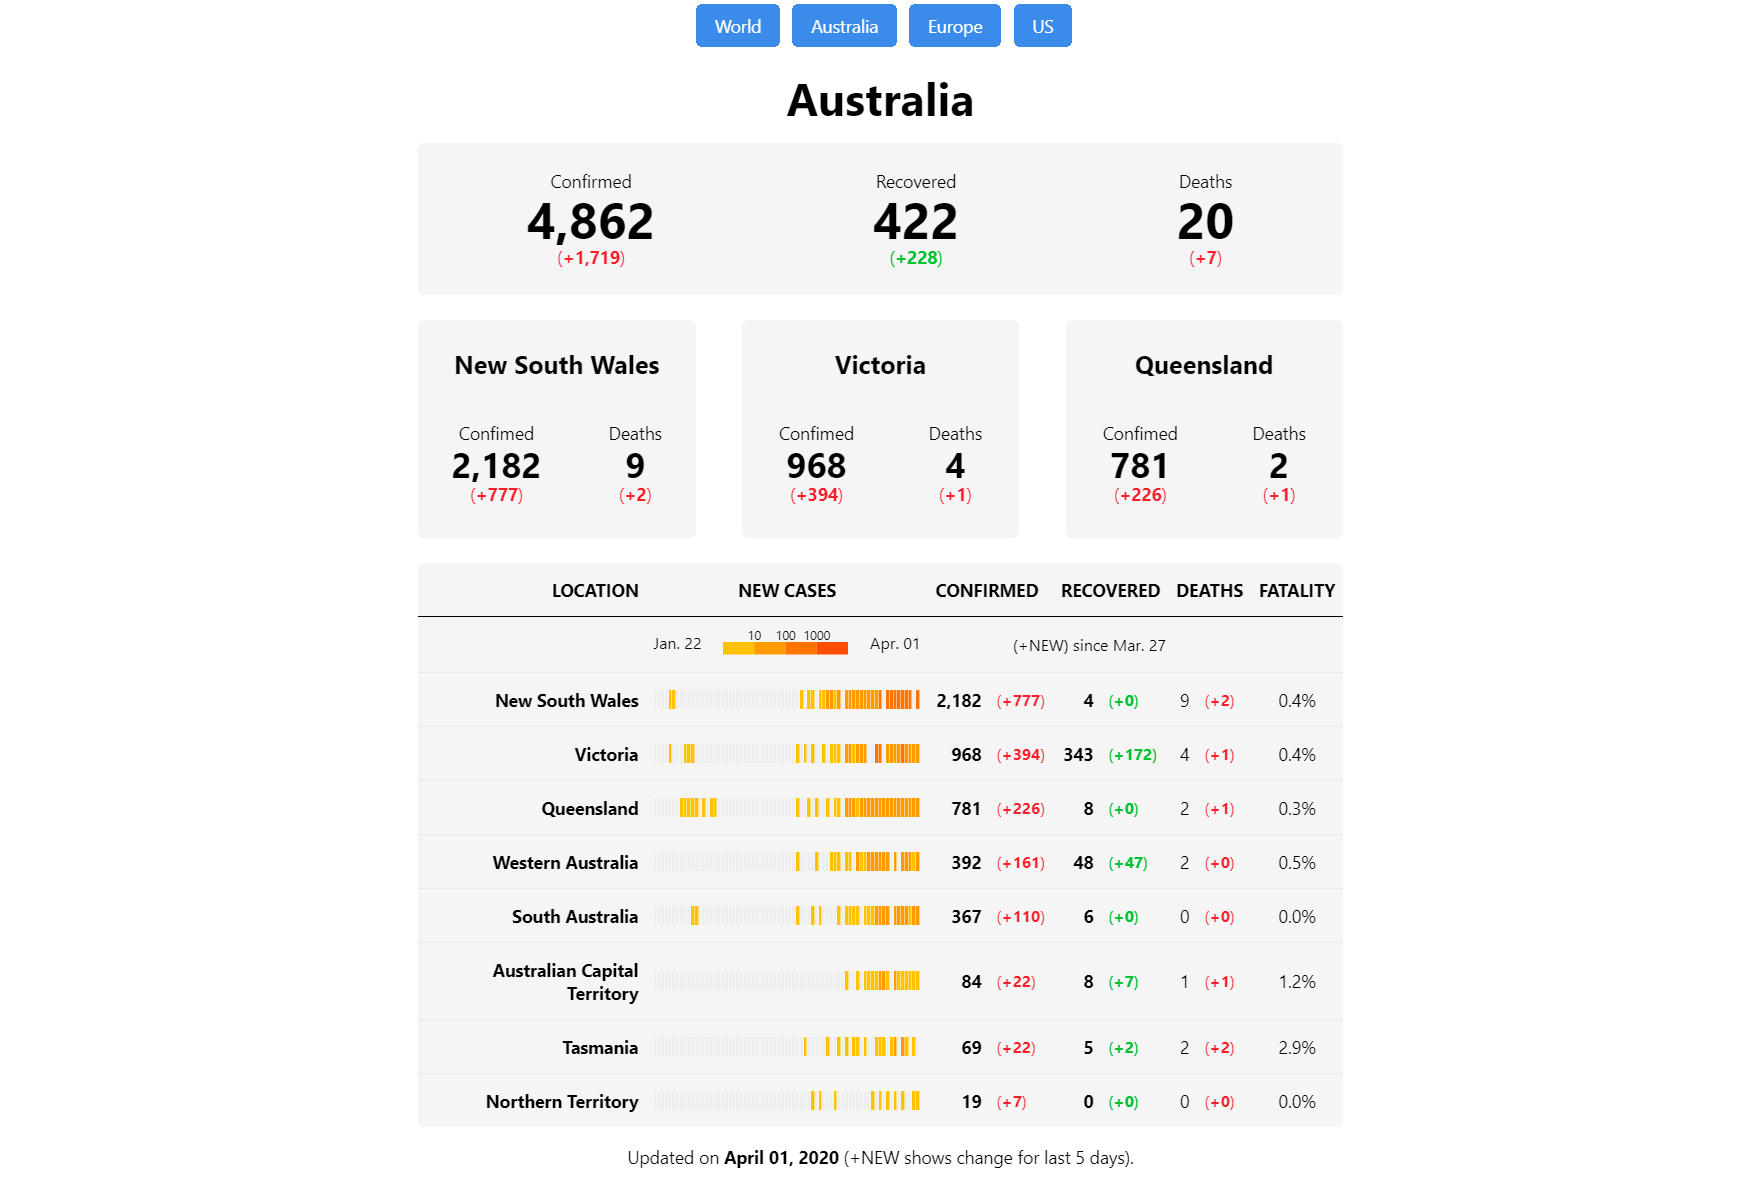 World Australia Europe US
Australia
Confirmed Recovered Deaths
4,862 422 20
(+1,719) (+228) (+7)
New South Wales Victoria Queensland
Confimed Deaths Confimed Deaths Confimed Deaths
2,182 9 968 4 781 2
(+777) (+2) (+394) (+1) (+226) (+1)
LOCATION NEW CASES CONFIRMED RECOVERED DEATHS FATALITY
Jan. 22 10 100 1000 Apr. 01 (+NEW) since Mar. 27
New South Wales 2,182 (+777) 4 (+0) 9 (+2) 0.4%
Victoria 968 (+394) 343 (+172) 4 (+1) 0.4%
Queensland 781 (+226) 8 (+0) 2 (+1) 0.3%
Western Australia 392 (+161) 48 (+47) 2 (+0) 0.5%
South Australia 367 (+110) 6 (+0) 0 (+0) 0.0%
Australian Capital
Territory 84 (+22) 8 (+7) 1 (+1) 1.2%
Tasmania 69 (+22) 5 (+2) 2 (+2) 2.9%
Northern Territory 19 (+7) 0 (+0) 0 (+0) 0.0%
Updated on April 01, 2020 (+NEW shows change for last 5 days).